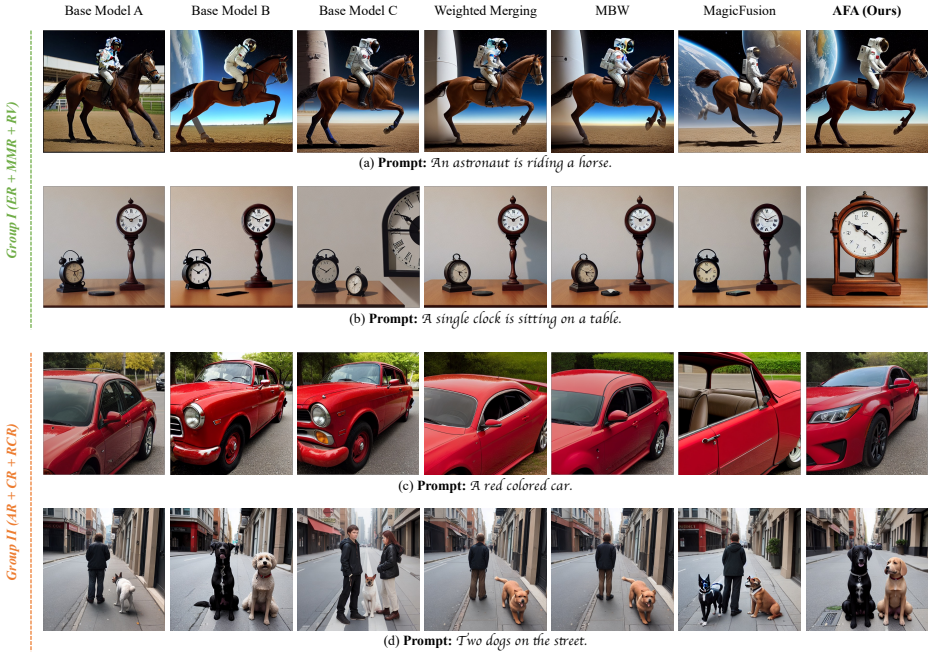 Base Model A Base Model B Base Model C Weighted Merging MBW MagicFusion AFA (Ours)
Group I (ER + MMR + RV)
(a) Prompt: An astronaut is riding a horse.
(b) Prompt: A single clock is sitting on a table.
Group II (AR + CR + RCR)
(c) Prompt: A red colored car.
(d) Prompt: Two dogs on the street.